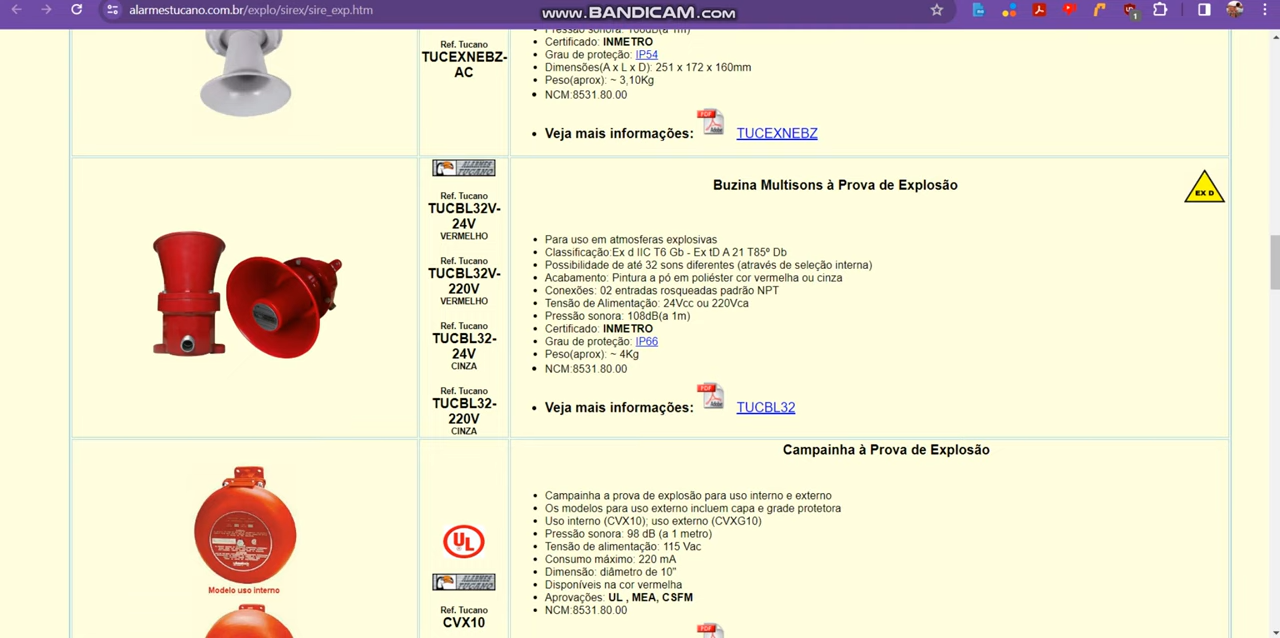 alarmestucano.com.br/explo/sirex/sire_exp.htm
www.BANDICAM.com
1
Ref. Tucano
TUCEXNEBZ-
AC
Pressão sonora: 108dB(a 1m)
Certificado: INMETRO
Grau de proteção: IP54
Dimensões(A x L x D): 251 x 172 x 160mm
Peso(aprox): ~ 3,10Kg
NCM:8531.80.00
Veja mais informações: PDF Adobe TUCEXNEBZ
ALARMES
TUCANO
Ref. Tucano
TUCBL32V-
24V
VERMELHO
Ref. Tucano
TUCBL32V-
220V
VERMELHO
Ref. Tucano
TUCBL32-
24V
CINZA
Ref. Tucano
TUCBL32-
220V
CINZA
Buzina Multisons à Prova de Explosão
EX D
Para uso em atmosferas explosivas
Classificação:Ex d IIC T6 Gb - Ex tD A 21 T85º Db
Possibilidade de até 32 sons diferentes (através de seleção interna)
Acabamento: Pintura a pó em poliéster cor vermelha ou cinza
Conexões: 02 entradas rosqueadas padrão NPT
Tensão de Alimentação: 24Vcc ou 220Vca
Pressão sonora: 108dB(a 1m)
Certificado: INMETRO
Grau de proteção: IP66
Peso(aprox): ~ 4Kg
NCM:8531.80.00
Veja mais informações: PDF Adobe TUCBL32
Modelo uso interno
UL
ALARMES
TUCANO
Ref. Tucano
CVX10
Campainha à Prova de Explosão
Campainha a prova de explosão para uso interno e externo
Os modelos para uso externo incluem capa e grade protetora
Uso interno (CVX10); uso externo (CVXG10)
Pressão sonora: 98 dB (a 1 metro)
Tensão de alimentação: 115 Vac
Consumo máximo: 220 mA
Dimensão: diâmetro de 10"
Disponíveis na cor vermelha
Aprovações: UL , MEA, CSFM
NCM:8531.80.00
PDF